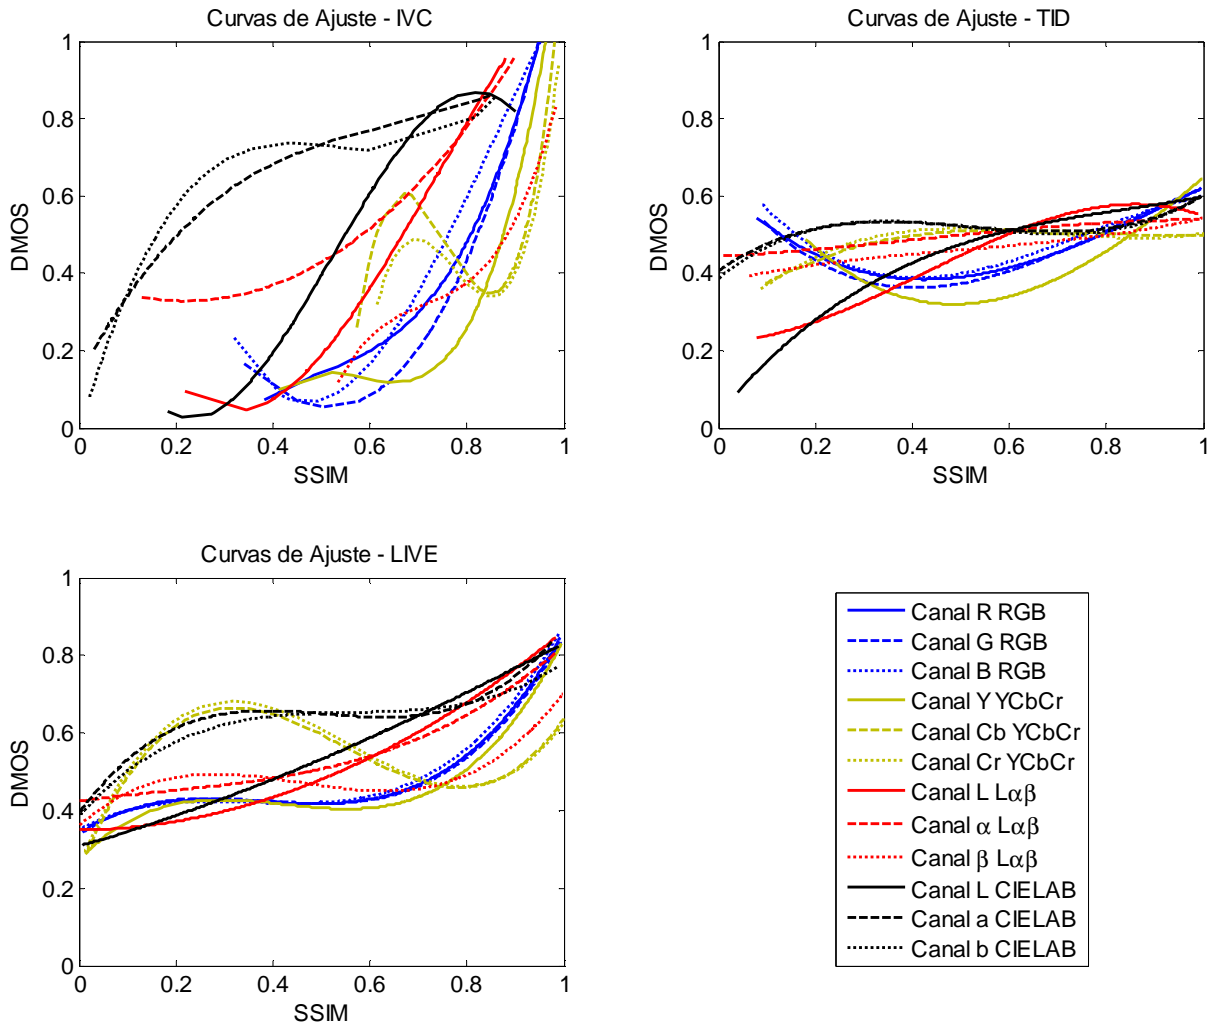 Curvas de Ajuste - IVC
1
0.8
0.6
0.4
0.2
0
DMOS
0 0.2 0.4 0.6 0.8 1
SSIM
Curvas de Ajuste - TID
1
0.8
0.6
0.4
0.2
0
DMOS
0 0.2 0.4 0.6 0.8 1
SSIM
Curvas de Ajuste - LIVE
1
0.8
0.6
0.4
0.2
0
DMOS
0 0.2 0.4 0.6 0.8 1
SSIM
Canal R RGB
Canal G RGB
Canal B RGB
Canal Y YCbCr
Canal Cb YCbCr
Canal Cr YCbCr
Canal L Lαβ
Canal α Lαβ
Canal β Lαβ
Canal L CIELAB
Canal a CIELAB
Canal b CIELAB